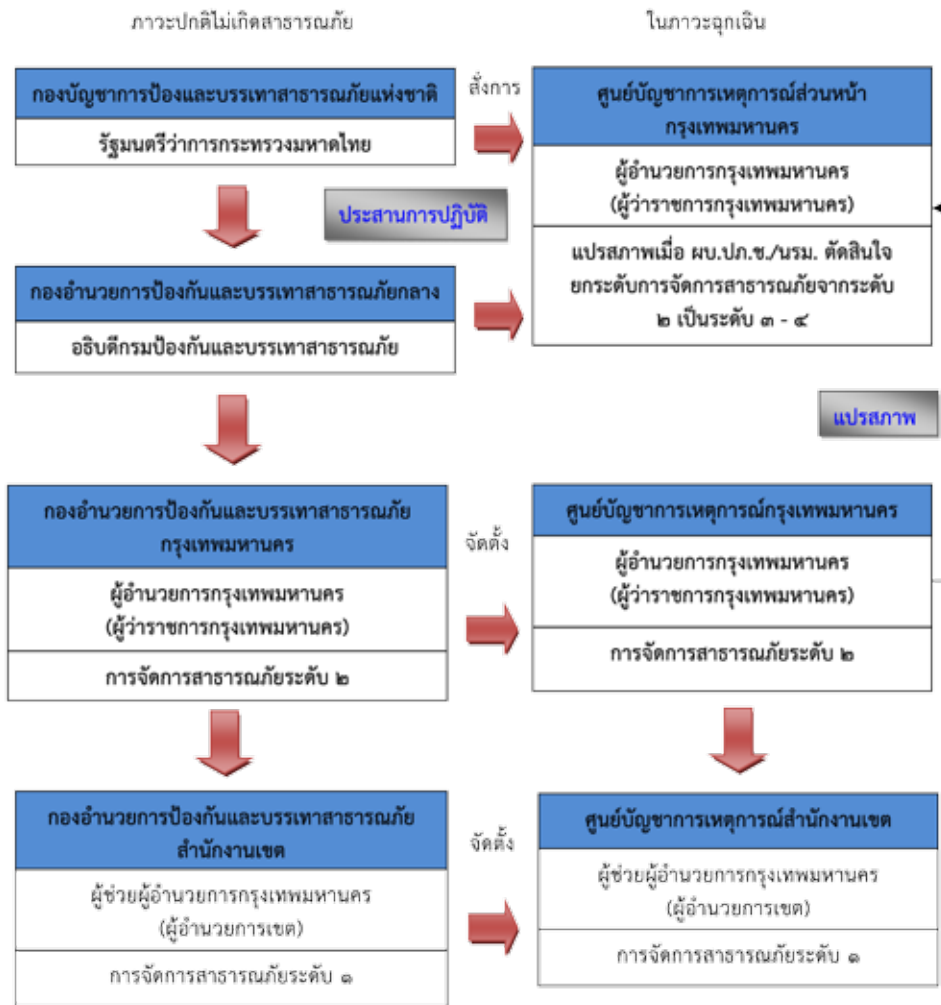 ภาวะปกติไม่เกิดสาธารณภัย
ในภาวะฉุกเฉิน
กองบัญชาการป้องและบรรเทาสาธารณภัยแห่งชาติ
รัฐมนตรีว่าการกระทรวงมหาดไทย
สั่งการ
ศูนย์บัญชาการเหตุการณ์ส่วนหน้า
กรุงเทพมหานคร
ผู้อำนวยการกรุงเทพมหานคร
(ผู้ว่าราชการกรุงเทพมหานคร)
แปรสภาพเมื่อ ผบ.ปภ.ช./นรม. ตัดสินใจ
ยกระดับการจัดการสาธารณภัยจากระดับ
๒ เป็นระดับ ๓ - ๔
ประสานการปฏิบัติ
กองอำนวยการป้องกันและบรรเทาสาธารณภัยกลาง
อธิบดีกรมป้องกันและบรรเทาสาธารณภัย
แปรสภาพ
กองอำนวยการป้องกันและบรรเทาสาธารณภัย
กรุงเทพมหานคร
ผู้อำนวยการกรุงเทพมหานคร
(ผู้ว่าราชการกรุงเทพมหานคร)
การจัดการสาธารณภัยระดับ ๒
จัดตั้ง
ศูนย์บัญชาการเหตุการณ์กรุงเทพมหานคร
ผู้อำนวยการกรุงเทพมหานคร
(ผู้ว่าราชการกรุงเทพมหานคร)
การจัดการสาธารณภัยระดับ ๒
กองอำนวยการป้องกันและบรรเทาสาธารณภัย
สำนักงานเขต
ผู้ช่วยผู้อำนวยการกรุงเทพมหานคร
(ผู้อำนวยการเขต)
การจัดการสาธารณภัยระดับ ๑
จัดตั้ง
ศูนย์บัญชาการเหตุการณ์สำนักงานเขต
ผู้ช่วยผู้อำนวยการกรุงเทพมหานคร
(ผู้อำนวยการเขต)
การจัดการสาธารณภัยระดับ ๑